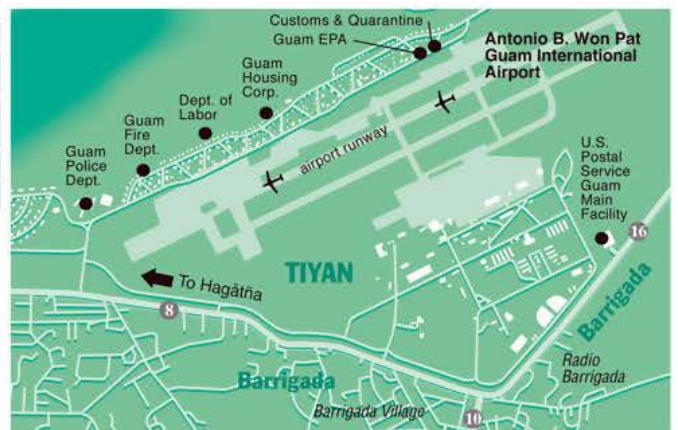 Customs & Quarantine
Guam EPA
Antonio B. Won Pat
Guam International
Airport
Guam
Housing
Corp.
Dept. of
Labor
Guam
Fire
Dept.
Guam
Police
Dept.
airport runway
U.S.
Postal
Service
Guam
Main
Facility
16
TIYAN
To Hagåtña
8
Barrigada
Barrigada
Radio
Barrigada
Barrigada Village
10